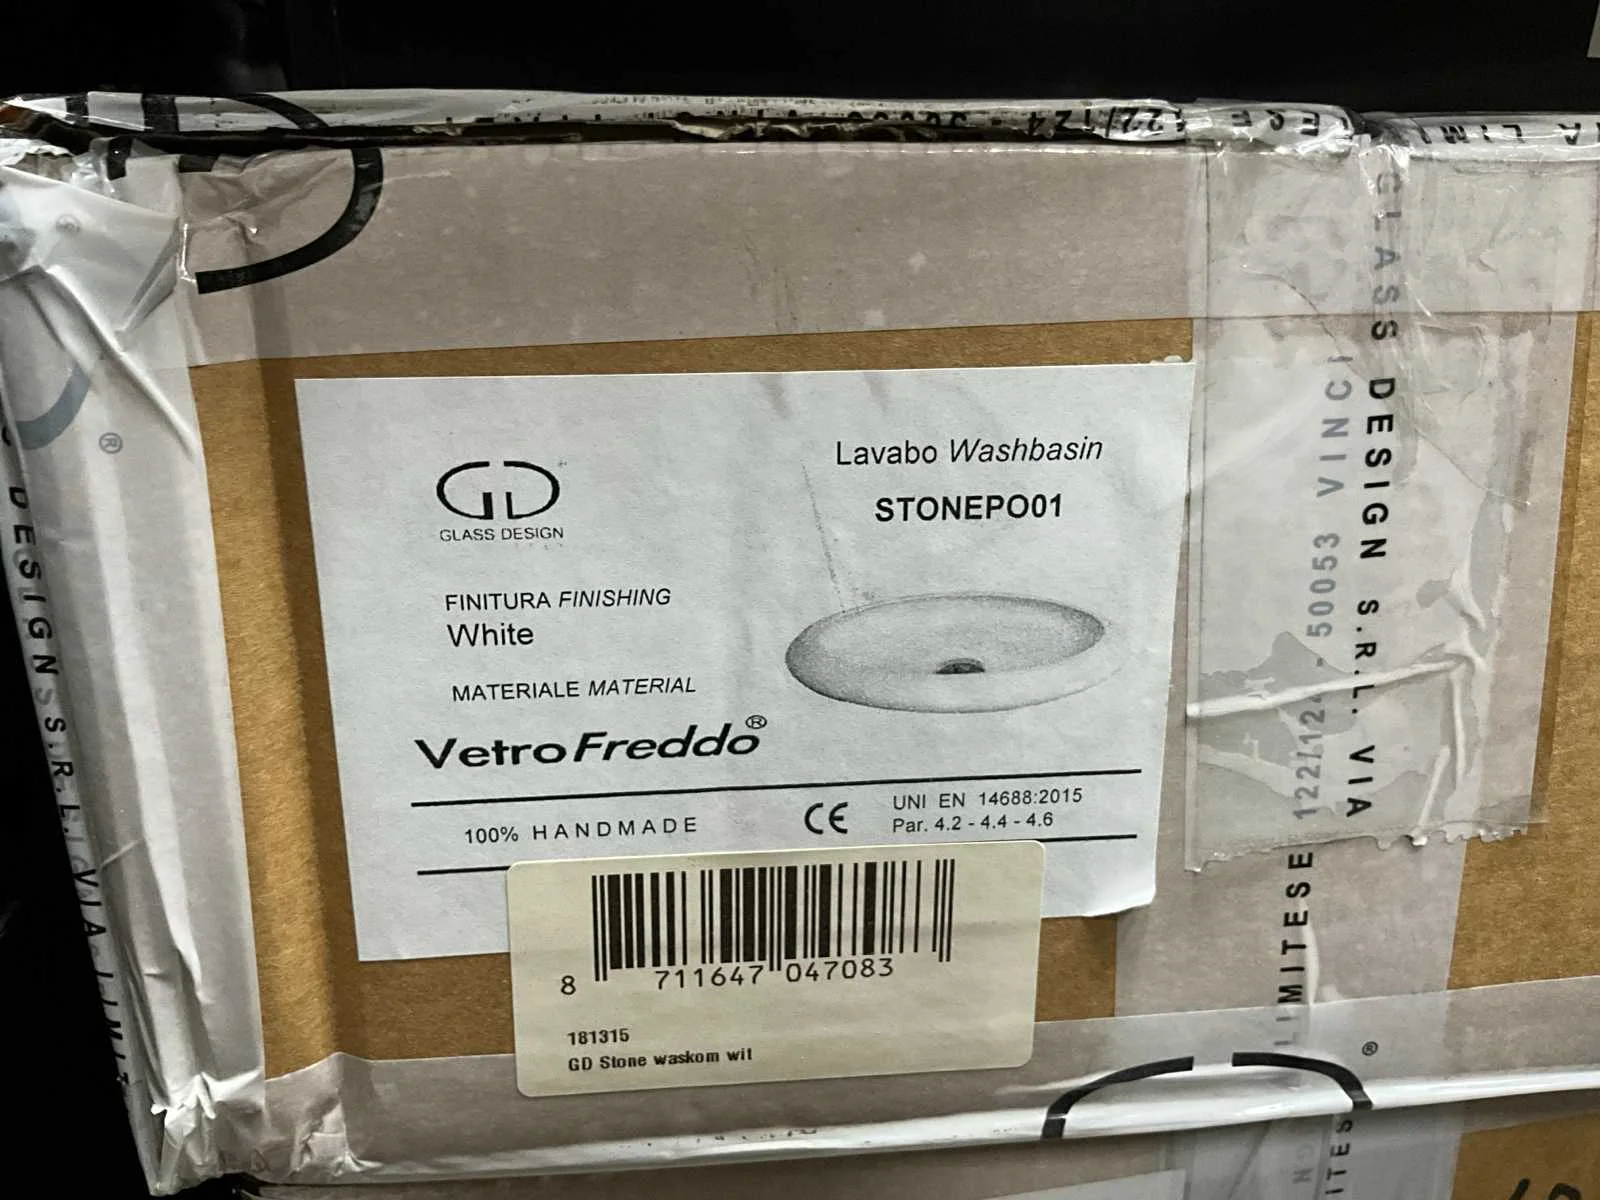 GLASS DESIGN
Lavabo Washbasin
STONEPO01
FINITURA FINISHING
White
MATERIALE MATERIAL
VetroFreddo®
100% HANDMADE
CE
UNI EN 14688:2015
Par. 4.2 - 4.4 - 4.6
8 711647 047083
181315
GD Stone waskom wit
GLASS DESIGN S.R.L. VIA
LIMITESE 122/124 - 50053 VINCI
DESIGN S.R.L. VIA LIMIT
®
®